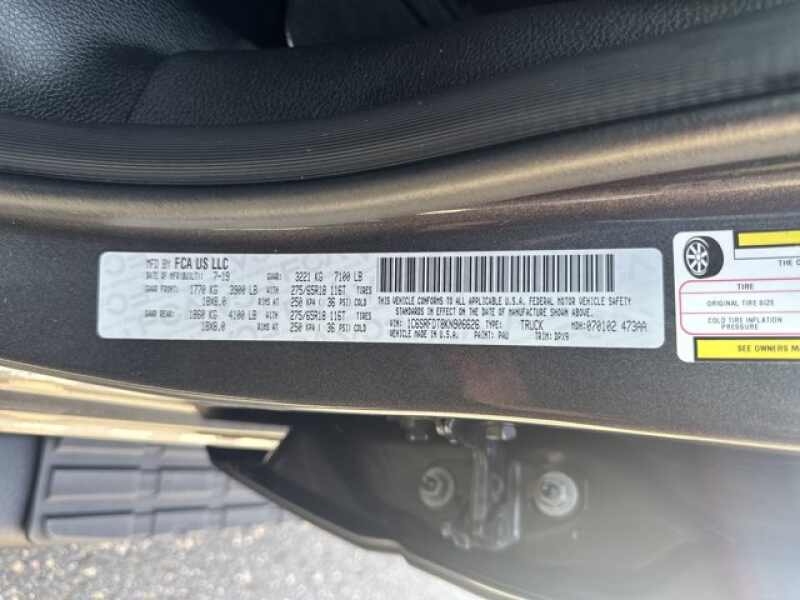 MFD BY FCA US LLC
DATE OF MFR(BUILT): 7-19 GVWR: 3221 KG 7100 LB
GAWR FRONT: 1770 KG 3900 LB WITH 275/65R18 116T TIRES
18X8.0 RIMS AT 250 KPA ( 36 PSI) COLD
GAWR REAR: 1860 KG 4100 LB WITH 275/65R18 116T TIRES
18X8.0 RIMS AT 250 KPA ( 36 PSI) COLD
THIS VEHICLE CONFORMS TO ALL APPLICABLE U.S.A. FEDERAL MOTOR VEHICLE SAFETY
STANDARDS IN EFFECT ON THE DATE OF MANUFACTURE SHOWN ABOVE.
VIN: 1C6SRFDT8KN906626 TYPE: TRUCK MDH: 070102 473AA
VEHICLE MADE IN U.S.A. PAINT: PAU TRIM: DPX9
THE C
TIRE
ORIGINAL TIRE SIZE
COLD TIRE INFLATION
PRESSURE
SEE OWNERS M